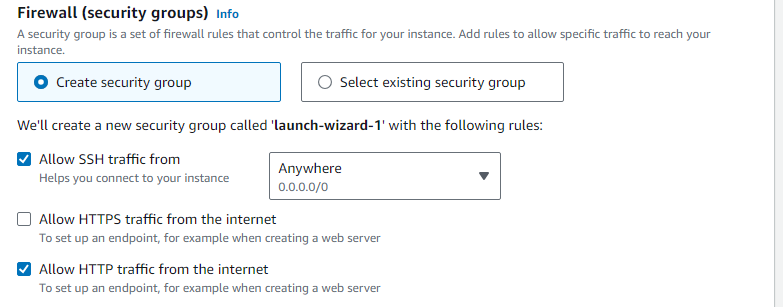 Firewall (security groups) Info
A security group is a set of firewall rules that control the traffic for your instance. Add rules to allow specific traffic to reach your
instance.
Create security group
Select existing security group
We'll create a new security group called 'launch-wizard-1' with the following rules:
Allow SSH traffic from
Helps you connect to your instance
Anywhere
0.0.0.0/0
Allow HTTPS traffic from the internet
To set up an endpoint, for example when creating a web server
Allow HTTP traffic from the internet
To set up an endpoint, for example when creating a web server